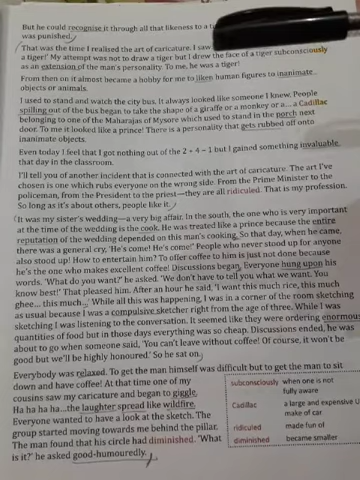 But he could recognise it through all that likeness to a ti
was punished.
That was the time I realised the art of caricature. I saw
a tiger!' My attempt was not to draw a tiger but I drew the face of a tiger subconsciously
as an extension of the man's personality. To me, he was a tiger!
From then on it almost became a hobby for me to liken human figures to inanimate
objects or animals.
I used to stand and watch the city bus. It always looked like someone I knew. People
spilling out of the bus began to take the shape of a giraffe or a monkey or a... a Cadillac
belonging to one of the Maharajas of Mysore which used to stand in the porch next
door. To me it looked like a prince! There is a personality that gets rubbed off onto
inanimate objects.
Even today I feel that I got nothing out of the 2 + 4 – 1 but I gained something invaluable
that day in the classroom.
I'll tell you of another incident that is connected with the art of caricature. The art I've
chosen is one which rubs everyone on the wrong side. From the Prime Minister to the
policeman, from the President to the priest—they are all ridiculed. That is my profession.
So long as it's about others, people like it.
It was my sister's wedding—a very big affair. In the south, the one who is very important
at the time of the wedding is the cook. He was treated like a prince because the entire
reputation of the wedding depended on this man's cooking. So that day, when he came,
there was a general cry, 'He's come! He's come!' People who never stood up for anyone
also stood up! How to entertain him? To offer coffee to him is just not done because
he's the one who makes excellent coffee! Discussions began. Everyone hung upon his
words. 'What do you want?' he asked. 'We don't have to tell you what we want. You
know best!' That pleased him. After an hour he said, 'I want this much rice, this much
ghee... this much...' While all this was happening, I was in a corner of the room sketching
as usual because I was a compulsive sketcher right from the age of three. While I was
sketching I was listening to the conversation. It seemed like they were ordering enormous
quantities of food but in those days everything was so cheap. Discussions ended, he was
about to go when someone said, 'You can't leave without coffee! Of course, it won't be
good but we'll be highly honoured.' So he sat on.
Everybody was relaxed. To get the man himself was difficult but to get the man to sit
down and have coffee! At that time one of my
cousins saw my caricature and began to giggle.
Ha ha ha ha...the laughter spread like wildfire.
Everyone wanted to have a look at the sketch. The
group started moving towards me behind the pillar.
The man found that his circle had diminished. 'What
is it?' he asked good-humouredly.
subconsciously when one is not
fully aware
Cadillac a large and expensive U
make of car
ridiculed made fun of
diminished became smaller